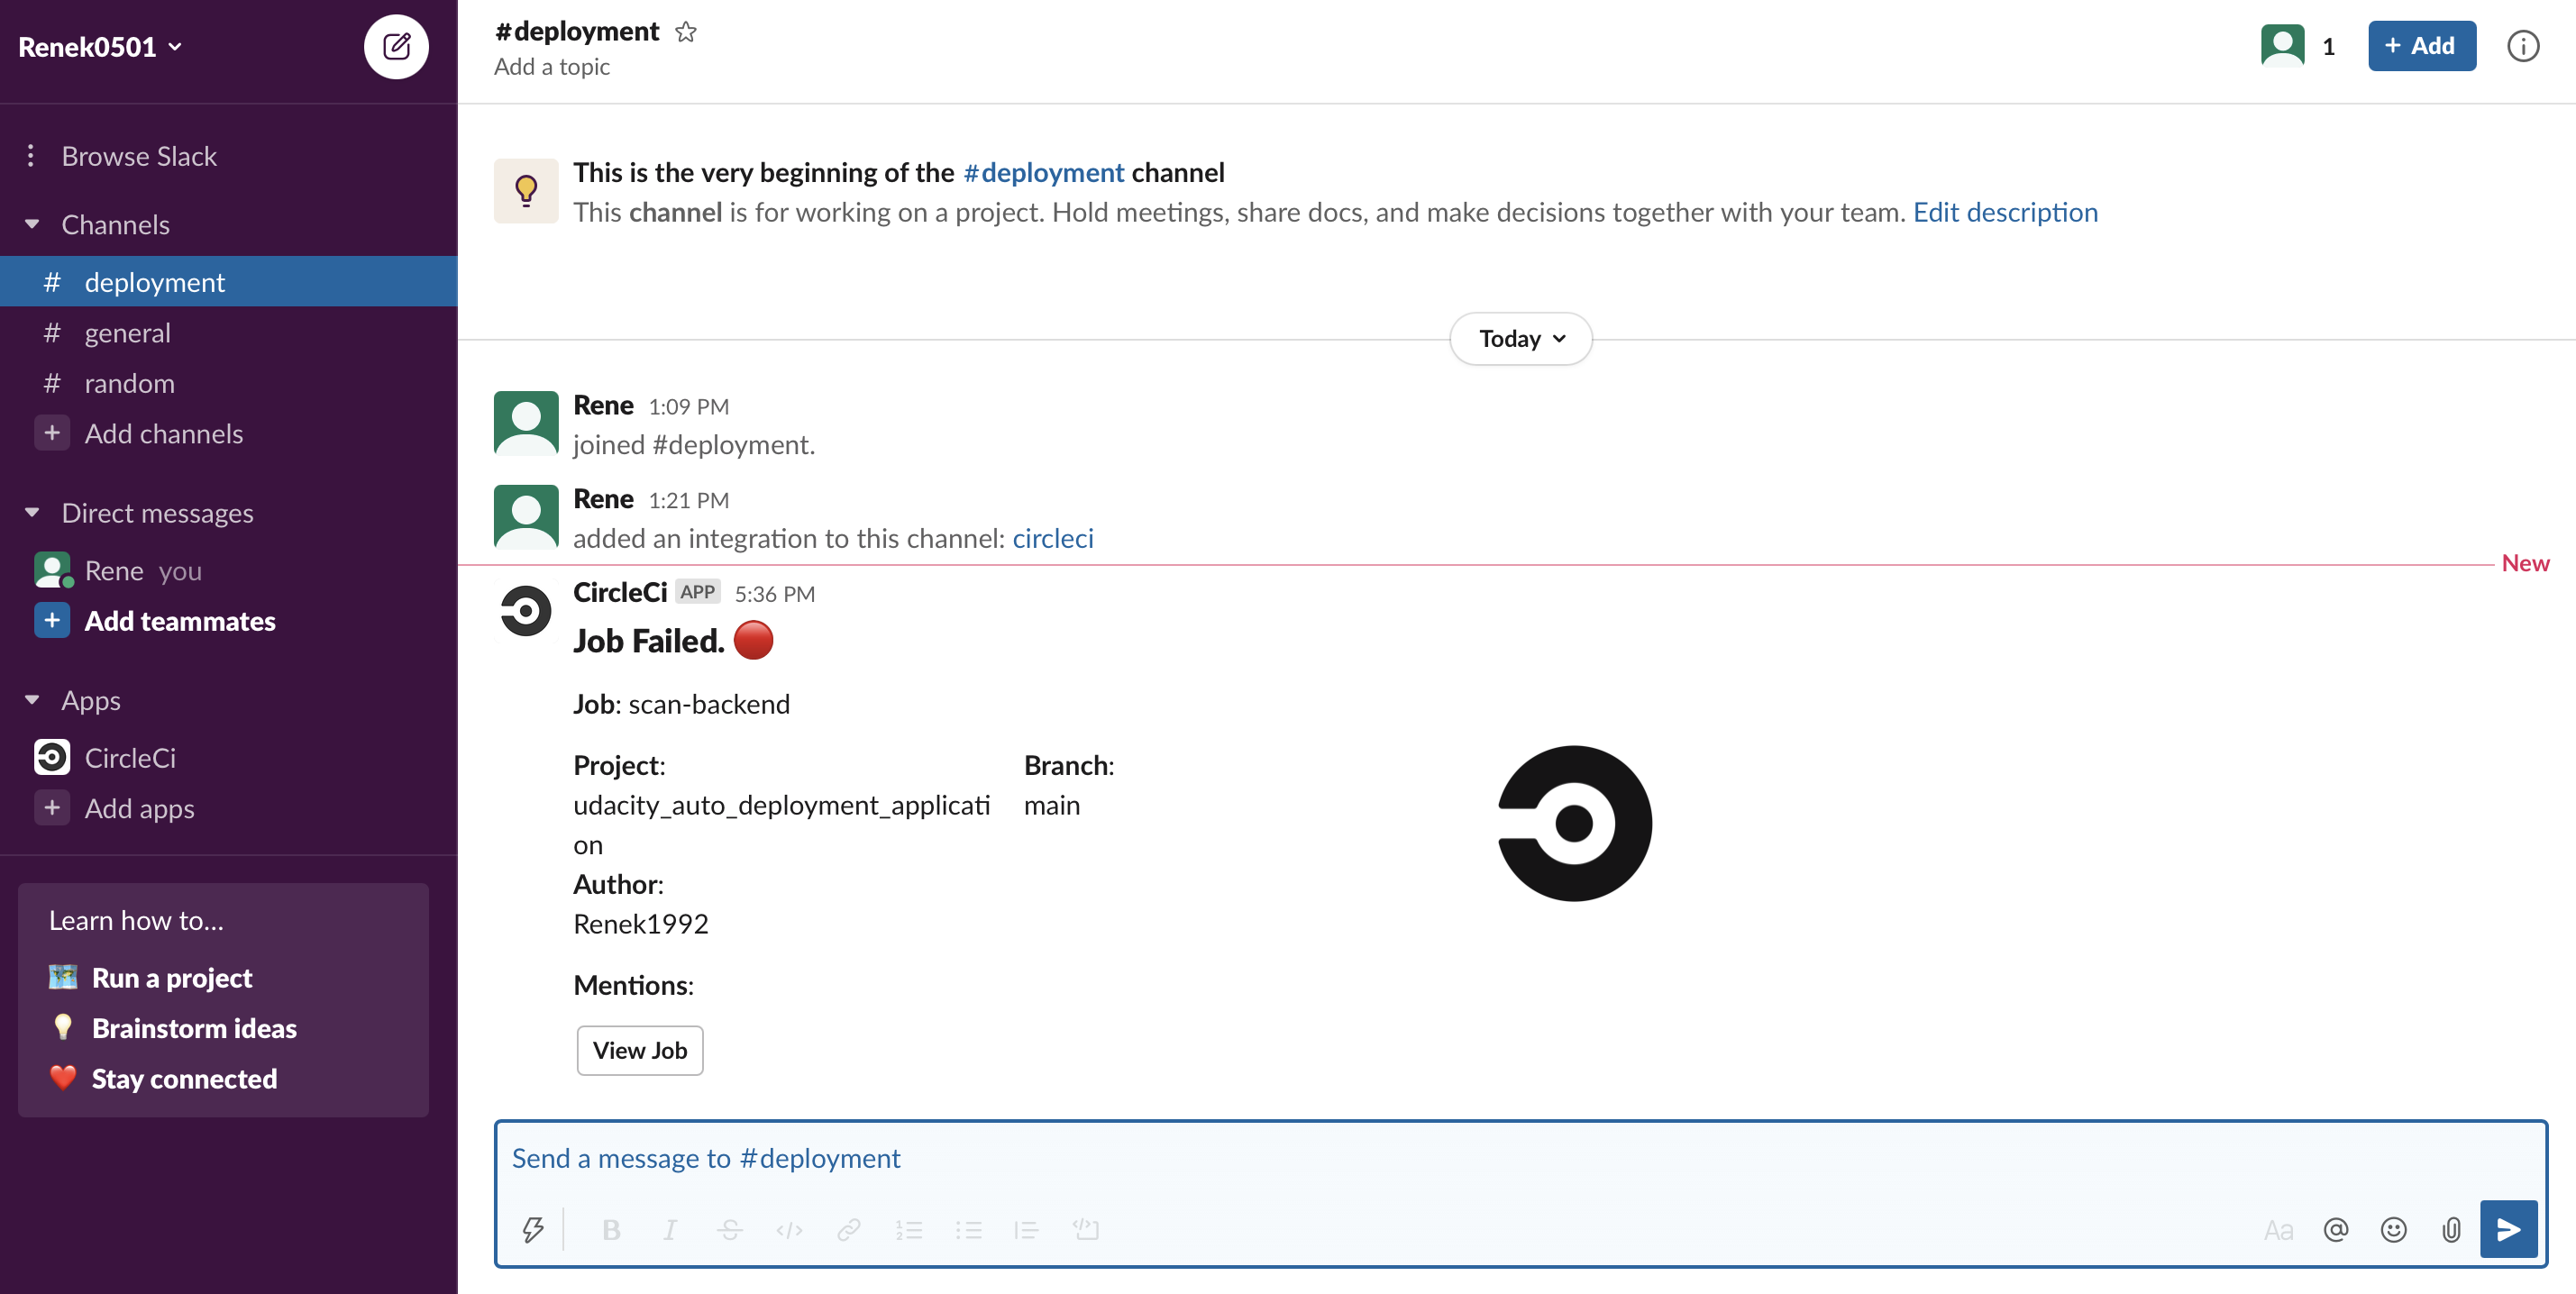 Renek0501
Browse Slack
Channels
# deployment
# general
# random
+ Add channels
Direct messages
Rene you
+ Add teammates
Apps
CircleCi
+ Add apps
Learn how to...
Run a project
Brainstorm ideas
Stay connected
#deployment
Add a topic
1
+ Add
This is the very beginning of the #deployment channel
This channel is for working on a project. Hold meetings, share docs, and make decisions together with your team. Edit description
Today
Rene 1:09 PM
joined #deployment.
Rene 1:21 PM
added an integration to this channel: circleci
New
CircleCi APP 5:36 PM
Job Failed.
Job: scan-backend
Project: Branch:
udacity_auto_deployment_applicati main
on
Author:
Renek1992
Mentions:
View Job
Send a message to #deployment
B I S </> Aa @